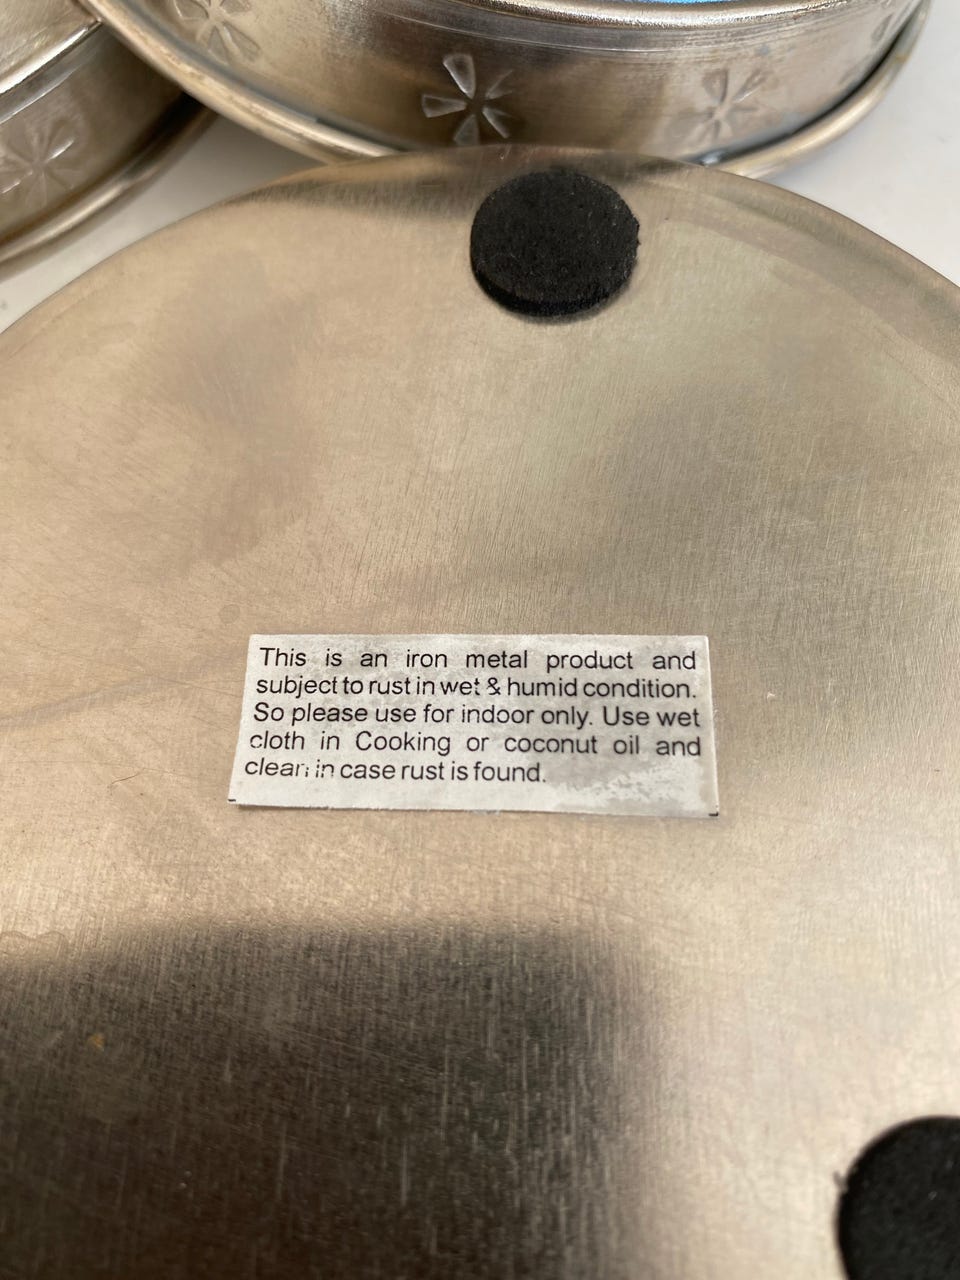 This is an iron metal product and
subject to rust in wet & humid condition.
So please use for indoor only. Use wet
cloth in Cooking or coconut oil and
clean in case rust is found.